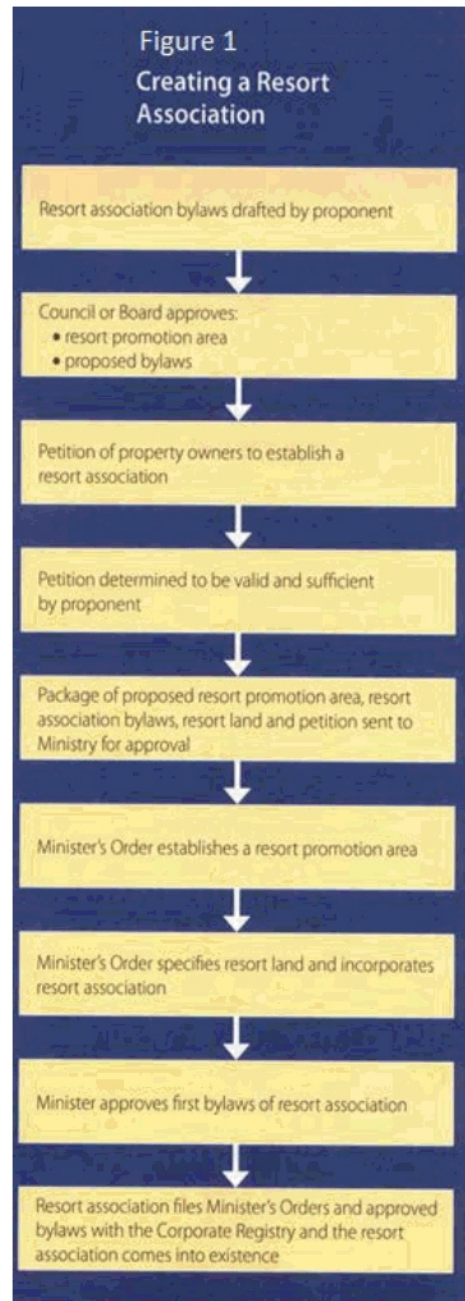 Figure 1
Creating a Resort
Association
Resort association bylaws drafted by proponent
Council or Board approves:
• resort promotion area
• proposed bylaws
Petition of property owners to establish a
resort association
Petition determined to be valid and sufficient
by proponent
Package of proposed resort promotion area, resort
association bylaws, resort land and petition sent to
Ministry for approval
Minister's Order establishes a resort promotion area
Minister's Order specifies resort land and incorporates
resort association
Minister approves first bylaws of resort association
Resort association files Minister's Orders and approved
bylaws with the Corporate Registry and the resort
association comes into existence